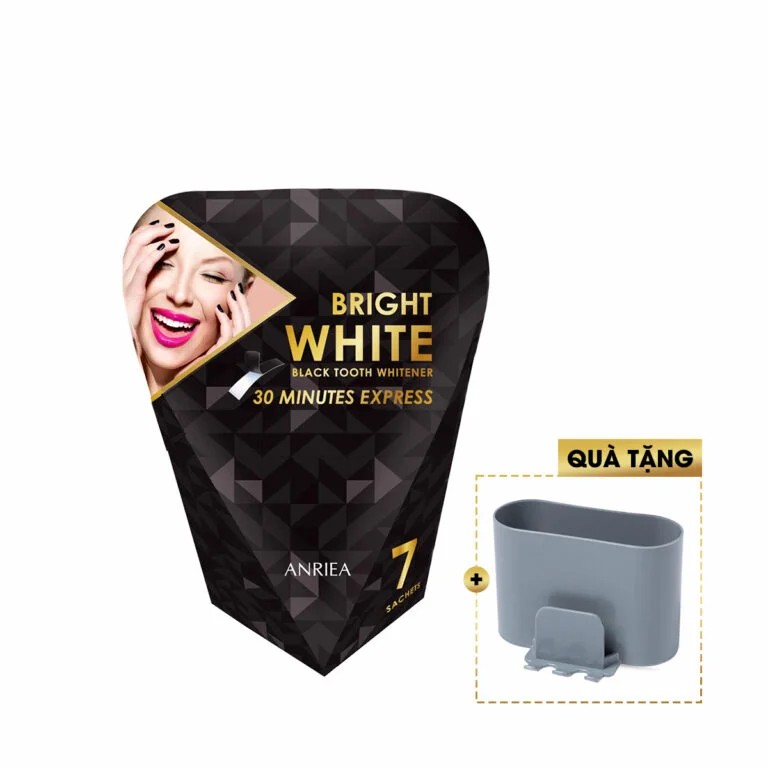 BRIGHT
WHITE
BLACK TOOTH WHITENER
30 MINUTES EXPRESS
ANRIEA
7
SACHETS
QUÀ TẶNG
+